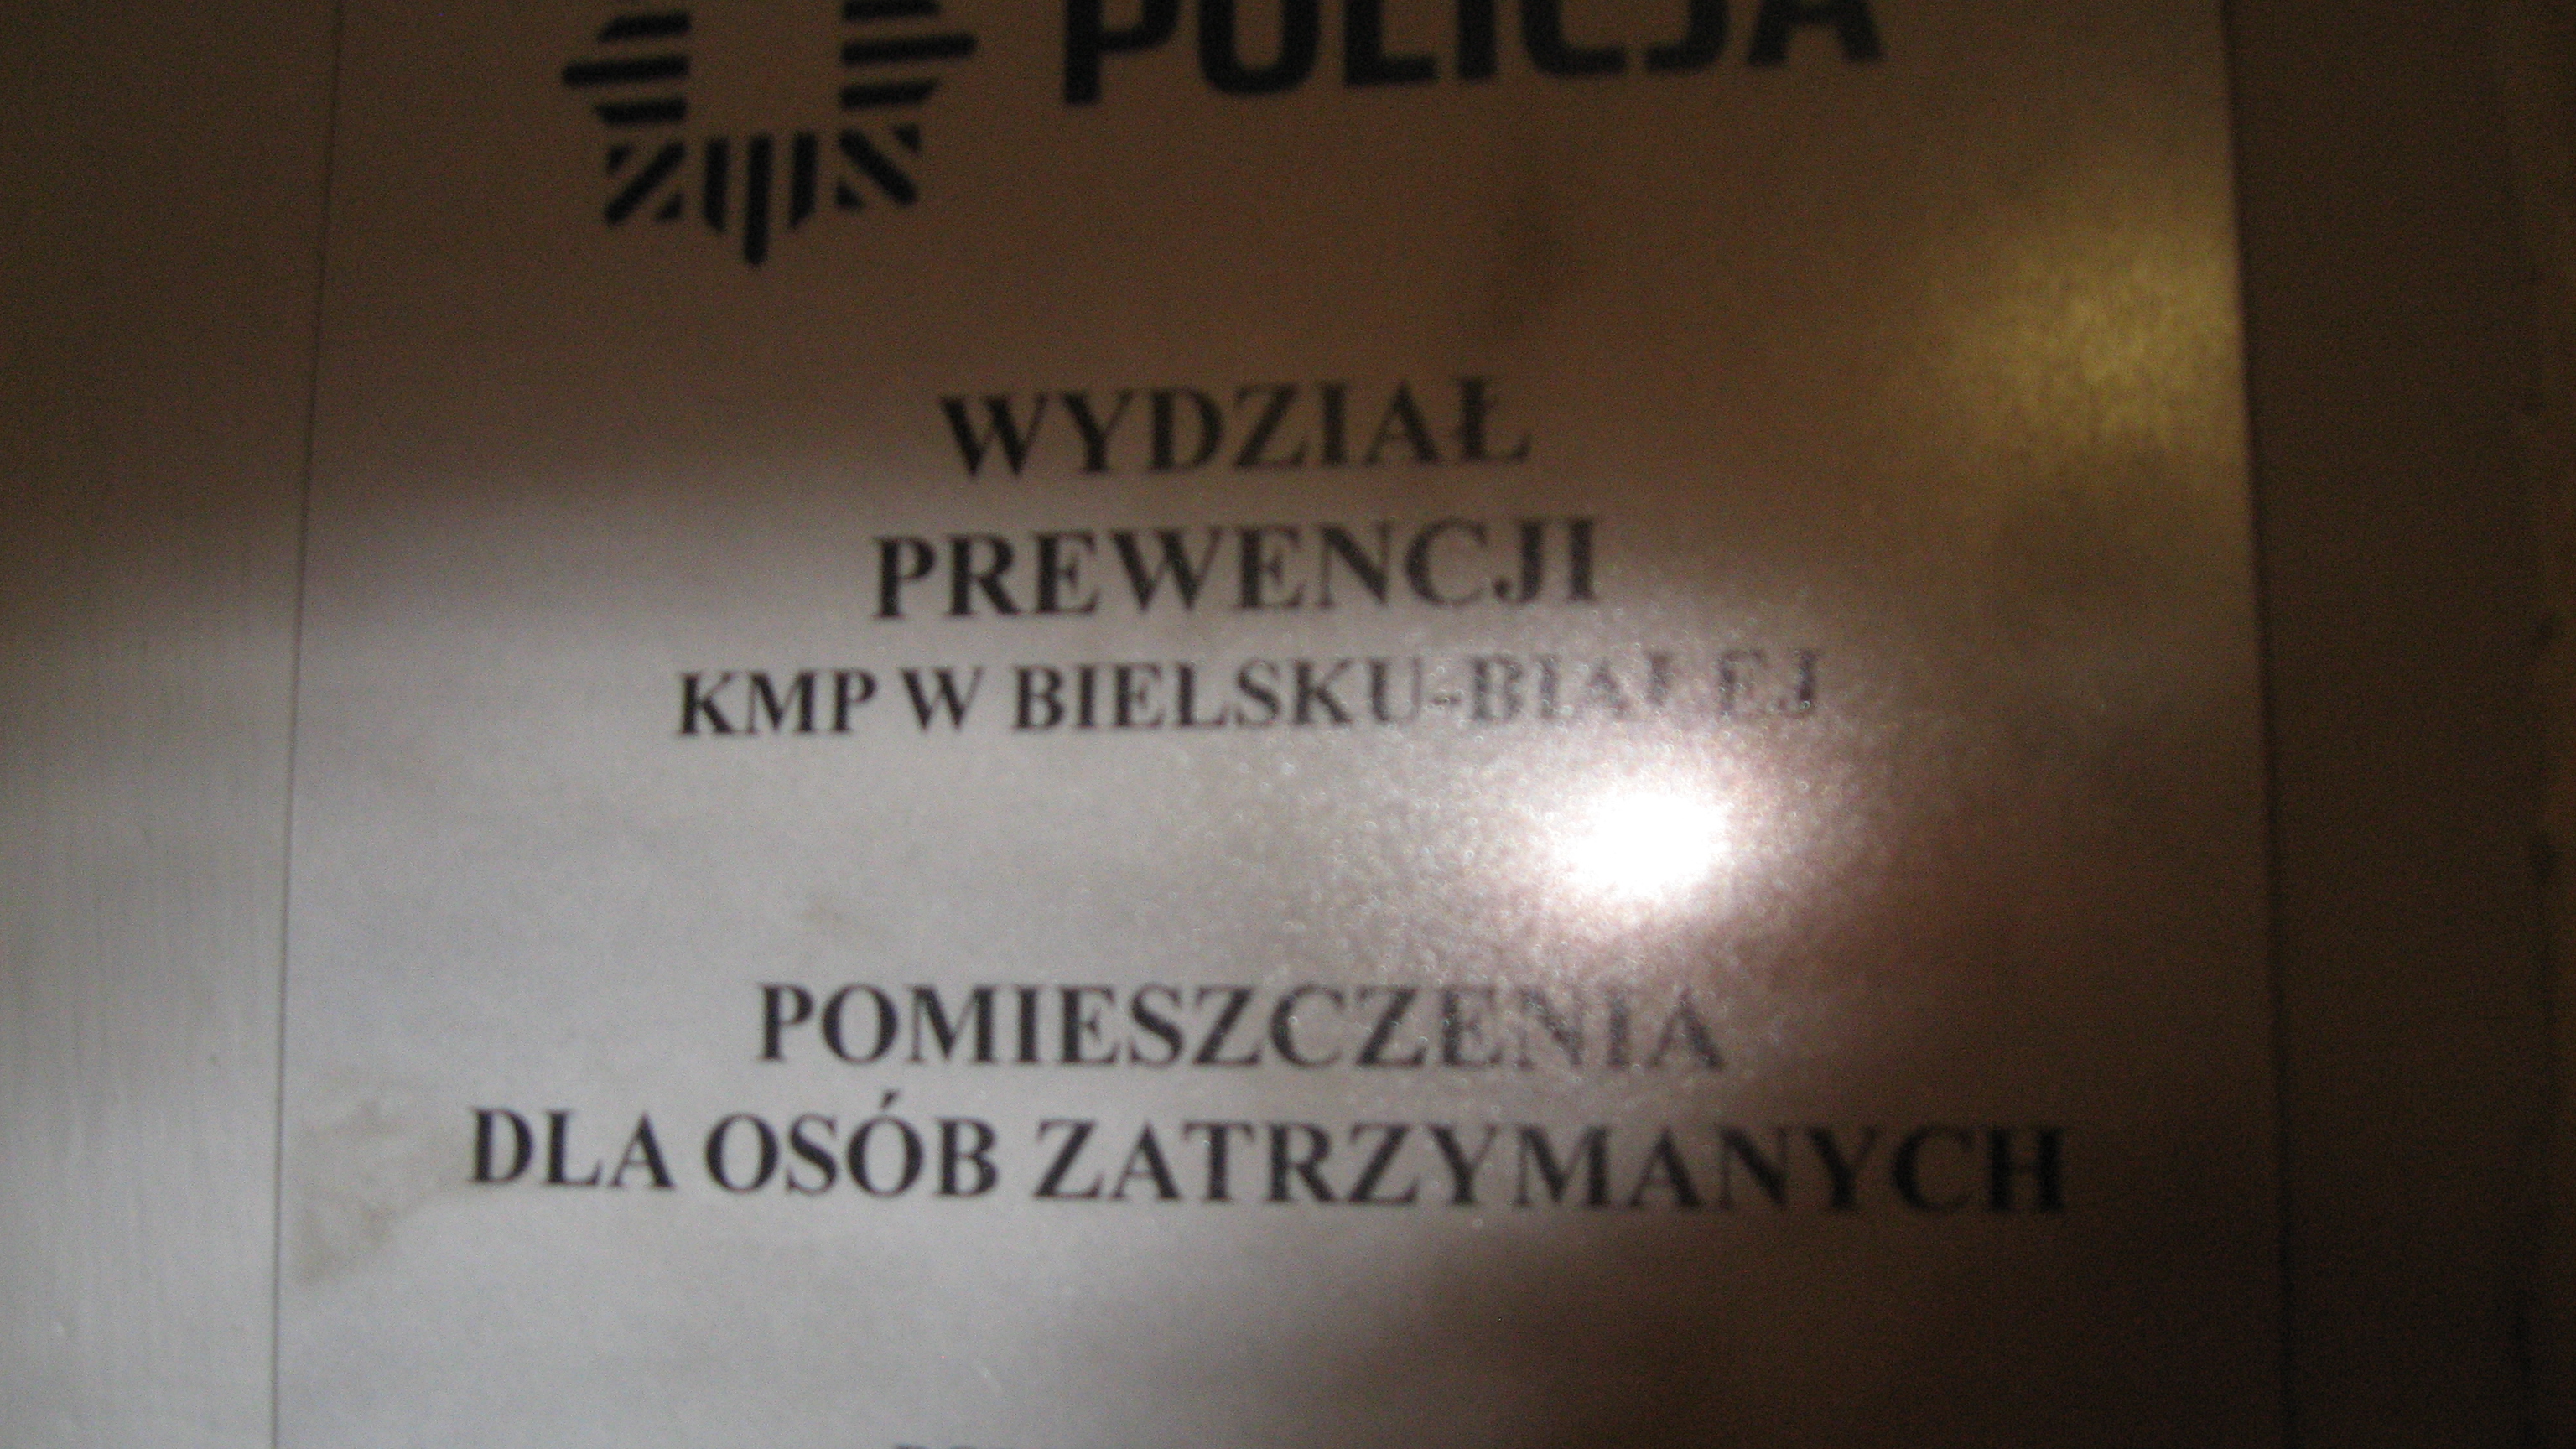 POLICJA
WYDZIAŁ
PREWENCJI
KMP W BIELSKU-BIAŁEJ
POMIESZCZENIA
DLA OSÓB ZATRZYMANYCH